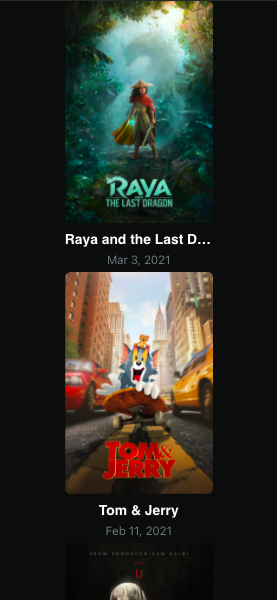 RAYA
AND
THE LAST DRAGON
Raya and the Last D...
Mar 3, 2021
TOM &
JERRY
Tom & Jerry
Feb 11, 2021
FROM PRODUCER SAM RAIMI
U